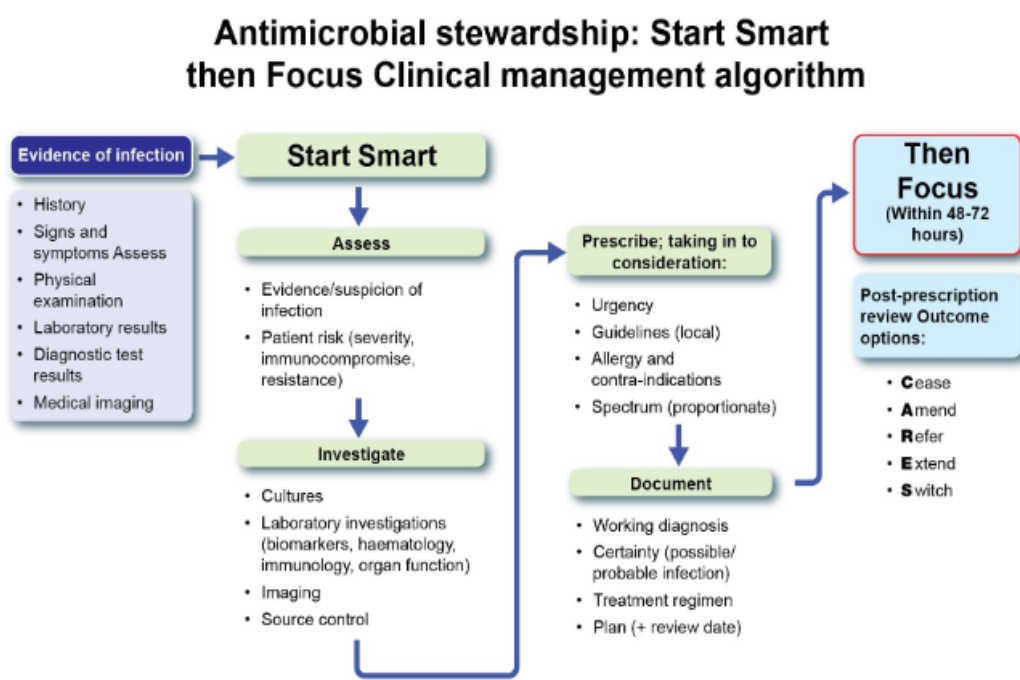 Antimicrobial stewardship: Start Smart
then Focus Clinical management algorithm
Evidence of infection
• History
• Signs and
symptoms Assess
• Physical
examination
• Laboratory results
• Diagnostic test
results
• Medical imaging
Start Smart
Assess
• Evidence/suspicion of
infection
• Patient risk (severity,
immunocompromise,
resistance)
Investigate
• Cultures
• Laboratory investigations
(biomarkers, haematology,
immunology, organ function)
• Imaging
• Source control
Prescribe; taking in to
consideration:
• Urgency
• Guidelines (local)
• Allergy and
contra-indications
• Spectrum (proportionate)
Document
• Working diagnosis
• Certainty (possible/
probable infection)
• Treatment regimen
• Plan (+ review date)
Then
Focus
(Within 48-72
hours)
Post-prescription
review Outcome
options:
• Cease
• Amend
• Refer
• Extend
• Switch